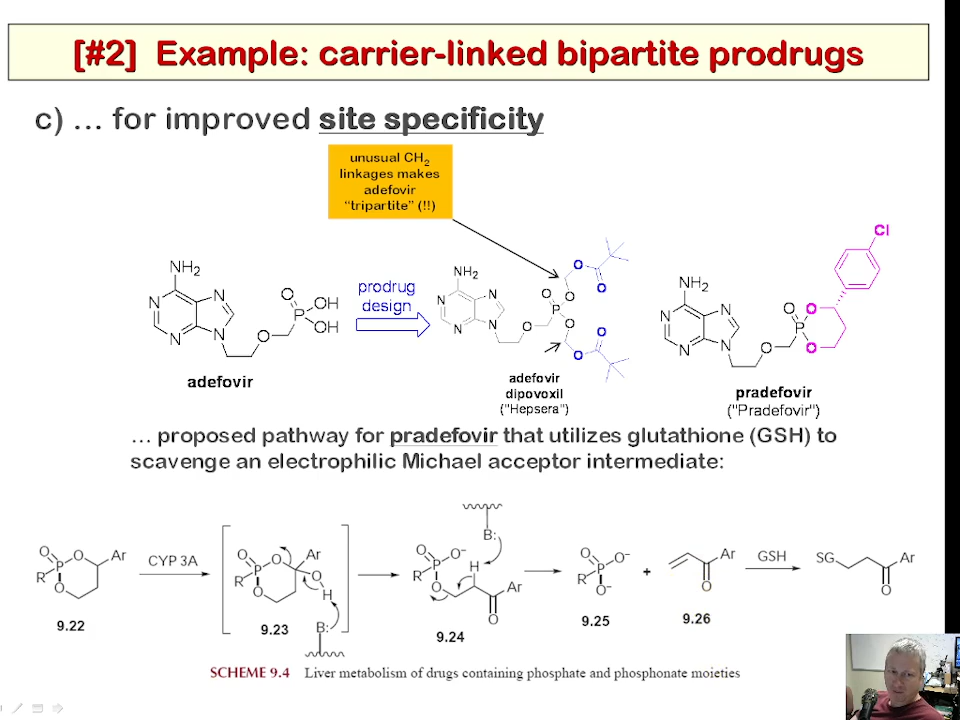 [#2] Example: carrier-linked bipartite prodrugs
c) … for improved site specificity
unusual CH2
linkages makes
adefovir
“tripartite” (!!)
NH2
N
N
N
N
O
O
P
OH
OH
adefovir
prodrug
design
NH2
N
N
N
N
O
O
P
O
O
O
O
O
O
adefovir
dipovoxil
("Hepsera")
NH2
N
N
N
N
O
O
P
O
O
Cl
pradefovir
("Pradefovir")
… proposed pathway for pradefovir that utilizes glutathione (GSH) to
scavenge an electrophilic Michael acceptor intermediate:
O
P
O
Ar
R
O
9.22
CYP 3A
O
P
O
Ar
R
O
O
H
B:
9.23
B:
O
P
O−
R
O
H
Ar
O
9.24
O
P
O−
R
O−
9.25
+
Ar
O
9.26
GSH
SG
Ar
O
SCHEME 9.4 Liver metabolism of drugs containing phosphate and phosphonate moieties